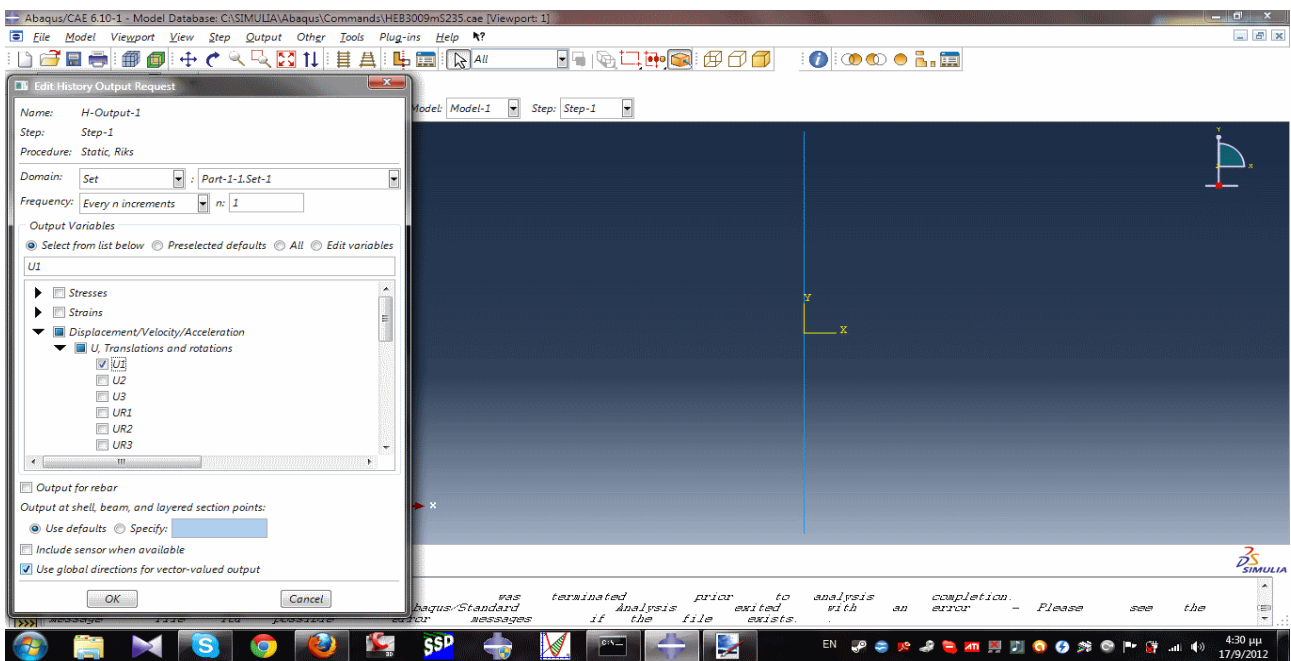 Abaqus/CAE 6.10-1 - Model Database: C:\SIMULIA\Abaqus\Commands\HEB3009mS235.cae [Viewport: 1]
File Model Viewport View Step Output Other Tools Plug-ins Help
All
Edit History Output Request
Model: Model-1 Step: Step-1
Name: H-Output-1
Step: Step-1
Procedure: Static, Riks
Domain: Set : Part-1-1.Set-1
Frequency: Every n increments n: 1
Output Variables
Select from list below Preselected defaults All Edit variables
U1
Stresses
Strains
Displacement/Velocity/Acceleration
U, Translations and rotations
U1
U2
U3
UR1
UR2
UR3
Output for rebar
Output at shell, beam, and layered section points:
Use defaults Specify:
Include sensor when available
Use global directions for vector-valued output
OK Cancel
Y
X
Y
X
X
SIMULIA
was terminated prior to analysis completion.
baqus/Standard Analysis exited with an error - Please see the
message file for possible error messages if the file exists. .
EN
4:30 μμ
17/9/2012